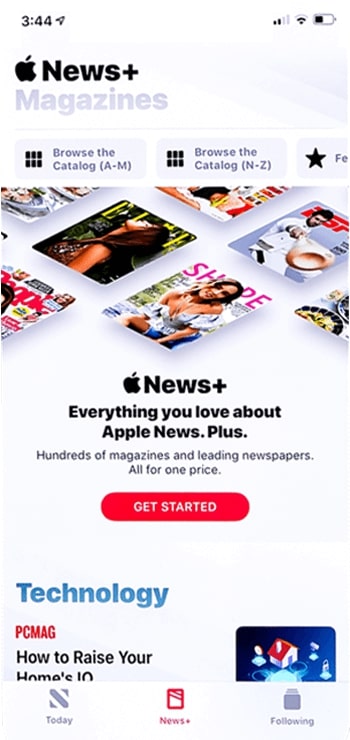 3:44
News+
Magazines
Browse the
Catalog (A-M)
Browse the
Catalog (N-Z)
Fe
SHAPE
News+
Everything you love about
Apple News. Plus.
Hundreds of magazines and leading newspapers.
All for one price.
GET STARTED
Technology
PCMAG
How to Raise Your
Home's IQ
Today
News+
Following